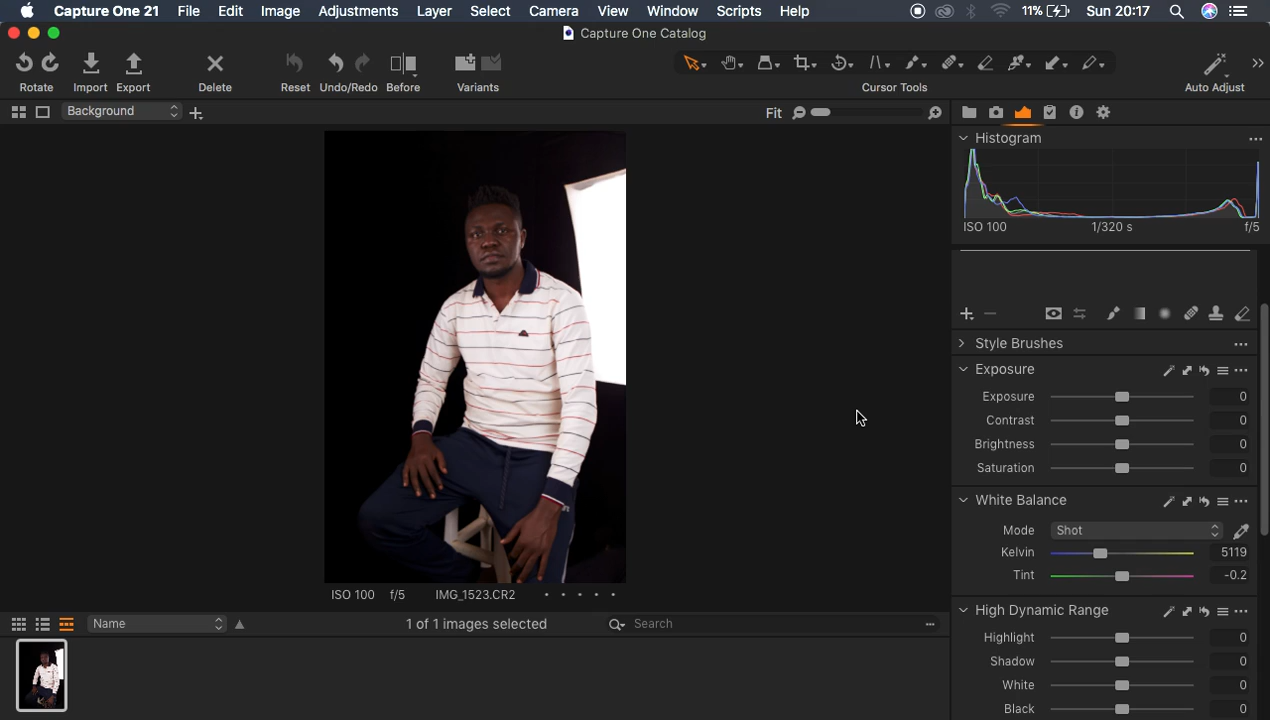 Capture One 21 File Edit Image Adjustments Layer Select Camera View Window Scripts Help 11% Sun 20:17
Capture One Catalog
Rotate Import Export Delete Reset Undo/Redo Before Variants Cursor Tools Auto Adjust
Background Fit
Histogram
ISO 100 1/320 s f/5
Style Brushes
Exposure
Exposure 0
Contrast 0
Brightness 0
Saturation 0
White Balance
Mode Shot
Kelvin 5119
Tint -0.2
High Dynamic Range
Highlight 0
Shadow 0
White 0
Black 0
ISO 100 f/5 IMG_1523.CR2
Name 1 of 1 images selected Search